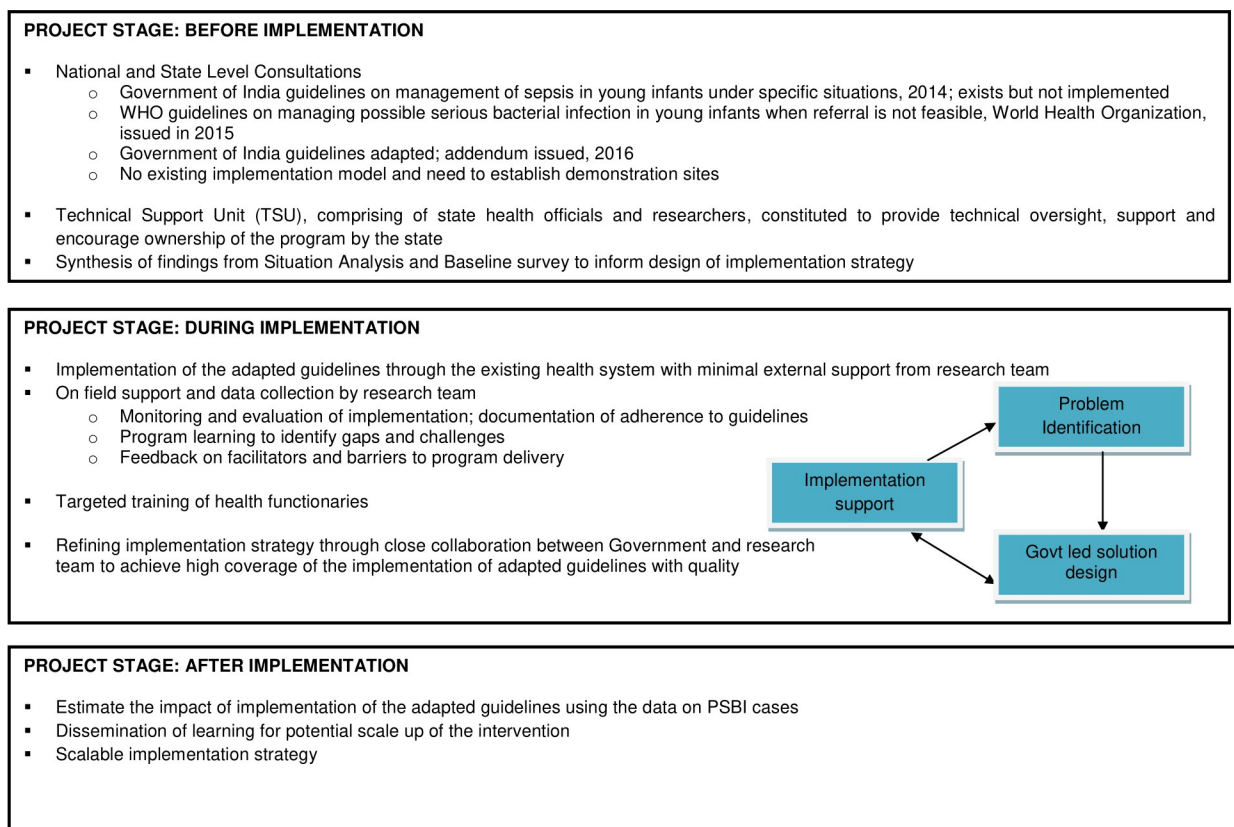 PROJECT STAGE: BEFORE IMPLEMENTATION
▪ National and State Level Consultations
o Government of India guidelines on management of sepsis in young infants under specific situations, 2014; exists but not implemented
o WHO guidelines on managing possible serious bacterial infection in young infants when referral is not feasible, World Health Organization,
issued in 2015
o Government of India guidelines adapted; addendum issued, 2016
o No existing implementation model and need to establish demonstration sites
▪ Technical Support Unit (TSU), comprising of state health officials and researchers, constituted to provide technical oversight, support and
encourage ownership of the program by the state
▪ Synthesis of findings from Situation Analysis and Baseline survey to inform design of implementation strategy
PROJECT STAGE: DURING IMPLEMENTATION
▪ Implementation of the adapted guidelines through the existing health system with minimal external support from research team
▪ On field support and data collection by research team
o Monitoring and evaluation of implementation; documentation of adherence to guidelines
o Program learning to identify gaps and challenges
o Feedback on facilitators and barriers to program delivery
▪ Targeted training of health functionaries
▪ Refining implementation strategy through close collaboration between Government and research
team to achieve high coverage of the implementation of adapted guidelines with quality
Problem
Identification
Implementation
support
Govt led solution
design
PROJECT STAGE: AFTER IMPLEMENTATION
▪ Estimate the impact of implementation of the adapted guidelines using the data on PSBI cases
▪ Dissemination of learning for potential scale up of the intervention
▪ Scalable implementation strategy